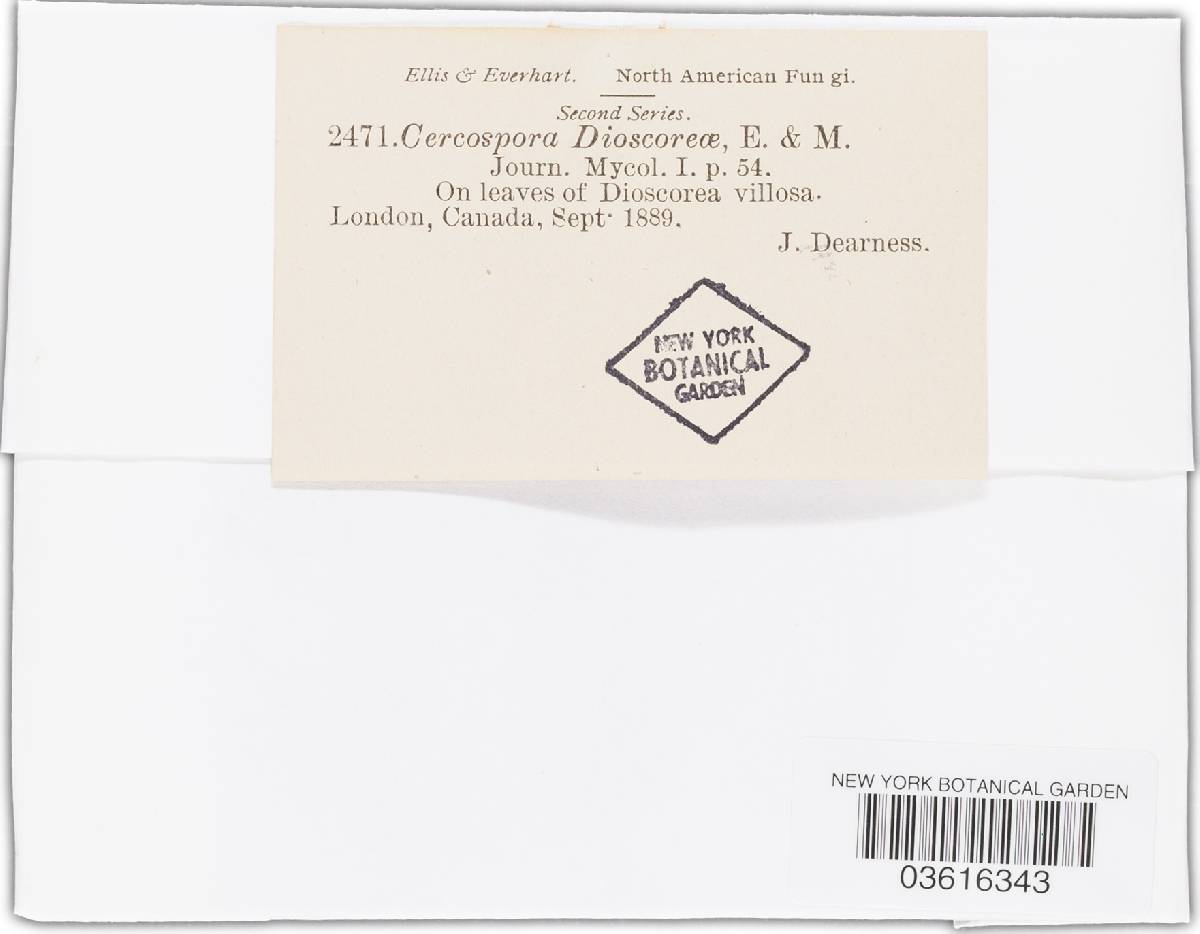 Ellis & Everhart. North American Fun gi.
Second Series.
2471. Cercospora Dioscoreæ, E. & M.
Journ. Mycol. I. p. 54.
On leaves of Dioscorea villosa.
London, Canada, Sept· 1889.
J. Dearness.
NEW YORK
BOTANICAL
GARDEN
NEW YORK BOTANICAL GARDEN
03616343